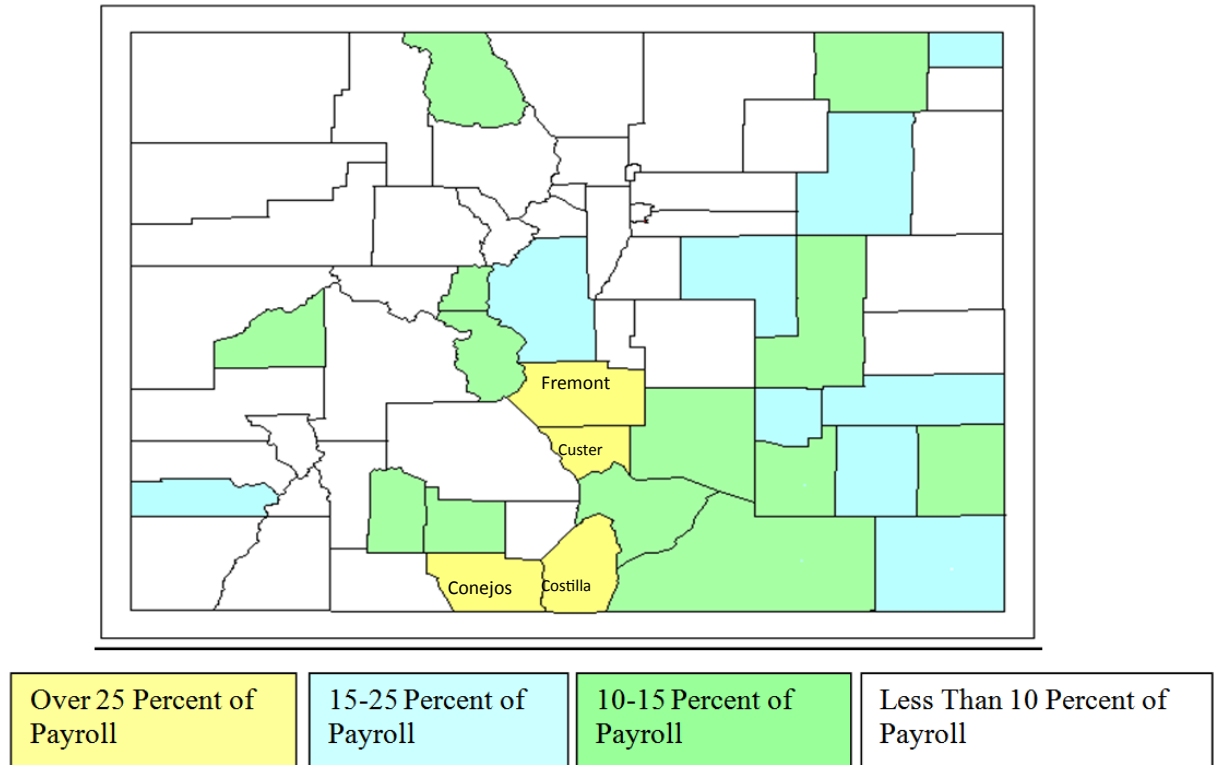 Fremont
Custer
Conejos
Costilla
Over 25 Percent of
Payroll
15-25 Percent of
Payroll
10-15 Percent of
Payroll
Less Than 10 Percent of
Payroll